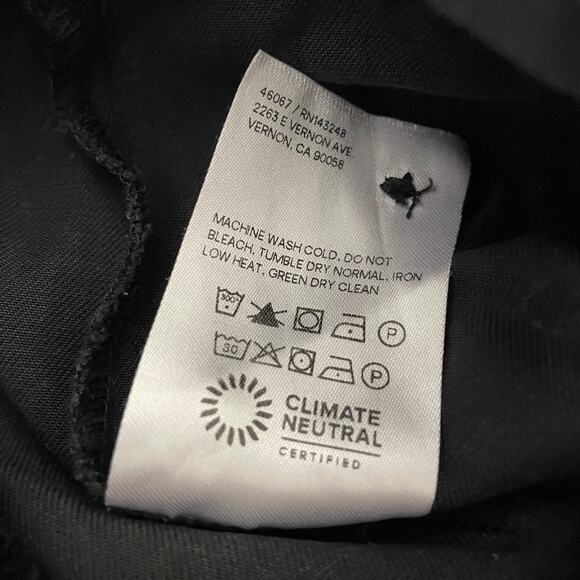 46067 / RN143248
2263 E VERNON AVE.
VERNON, CA 90058
MACHINE WASH COLD, DO NOT
BLEACH, TUMBLE DRY NORMAL, IRON
LOW HEAT, GREEN DRY CLEAN
P
30 P
CLIMATE
NEUTRAL
CERTIFIED